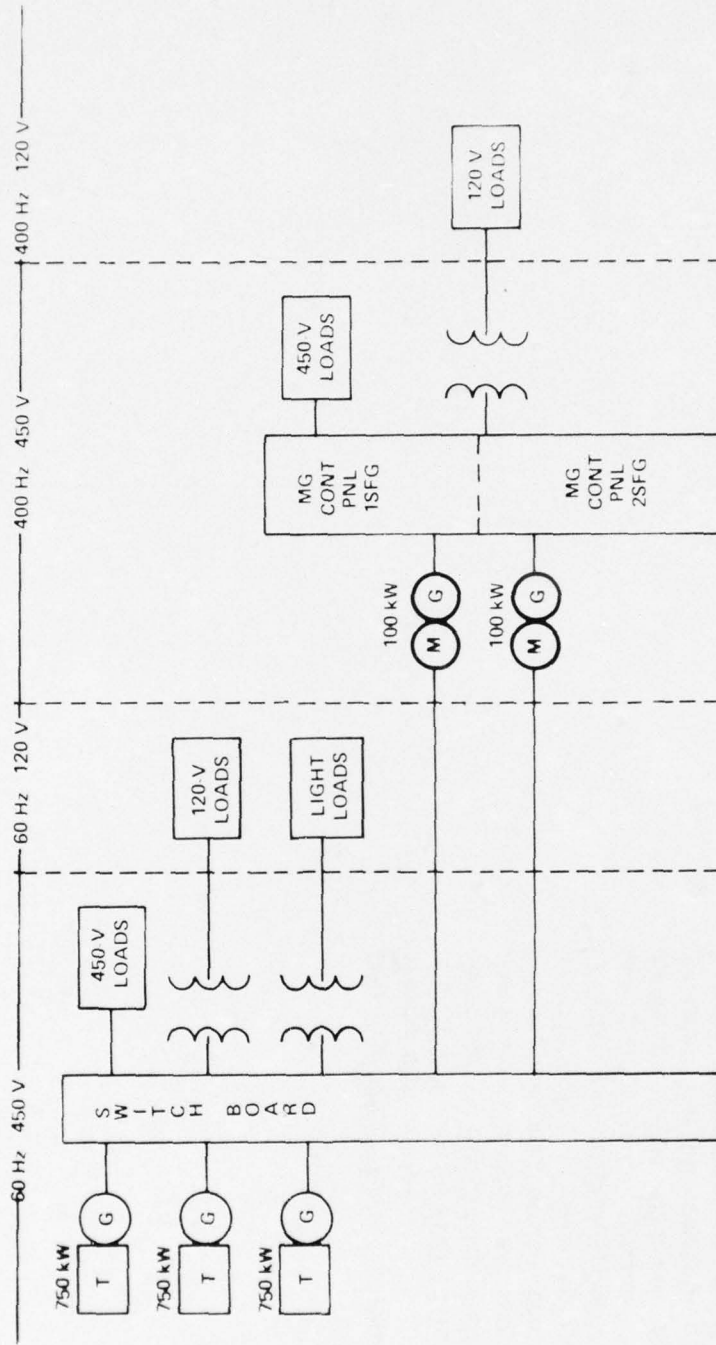 60 Hz 450 V
60 Hz 120 V
400 Hz 450 V
400 Hz 120 V
750 kW
T
G
750 kW
T
G
750 kW
T
G
SWITCH BOARD
450-V
LOADS
120-V
LOADS
LIGHT
LOADS
100 kW
M
G
100 kW
M
G
MG
CONT
PNL
1SFG
MG
CONT
PNL
2SFG
450-V
LOADS
120 V
LOADS